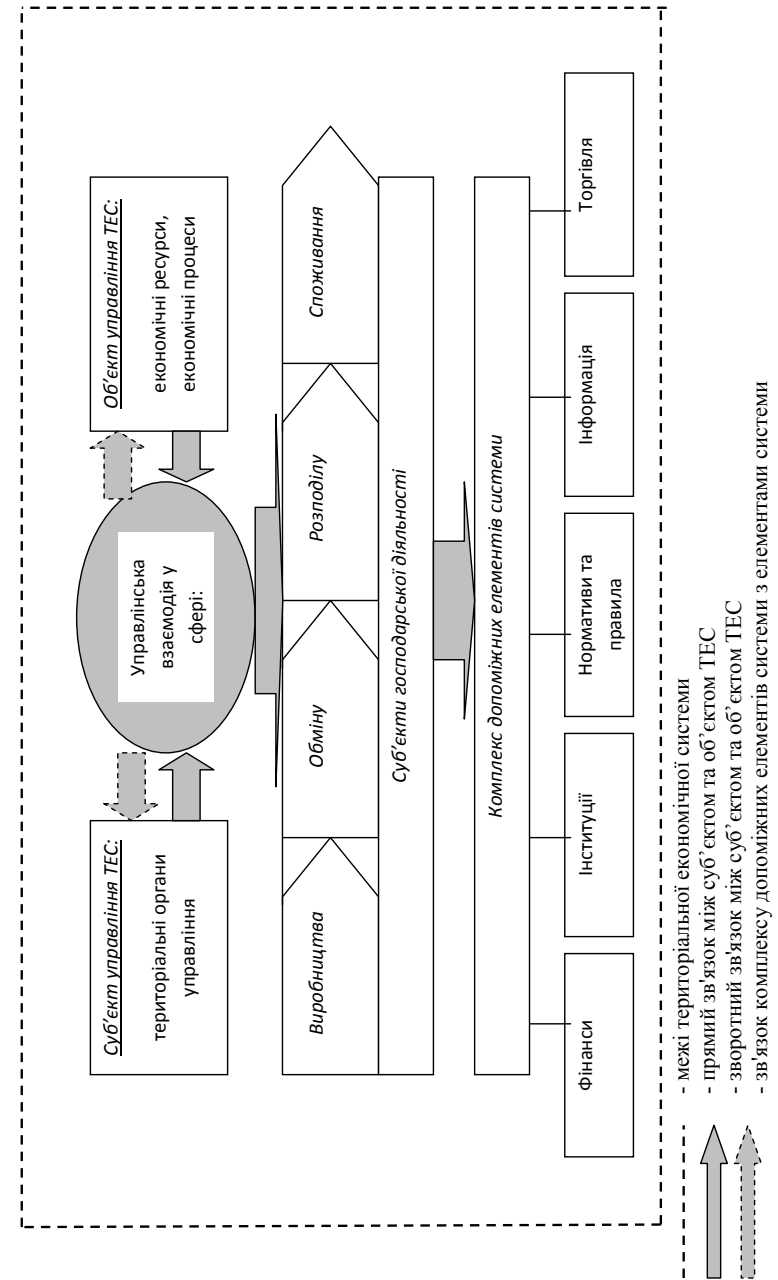 Суб’єкт управління ТЕС:
територіальні органи
управління
Управлінська
взаємодія у
сфері:
Об’єкт управління ТЕС:
економічні ресурси,
економічні процеси
Виробництва
Обміну
Розподілу
Споживання
Суб’єкти господарської діяльності
Комплекс допоміжних елементів системи
Фінанси
Інституції
Нормативи та
правила
Інформація
Торгівля
- межі територіальної економічної системи
- прямий зв'язок між суб’єктом та об’єктом ТЕС
- зворотний зв'язок між суб’єктом та об’єктом ТЕС
- зв'язок комплексу допоміжних елементів системи з елементами системи